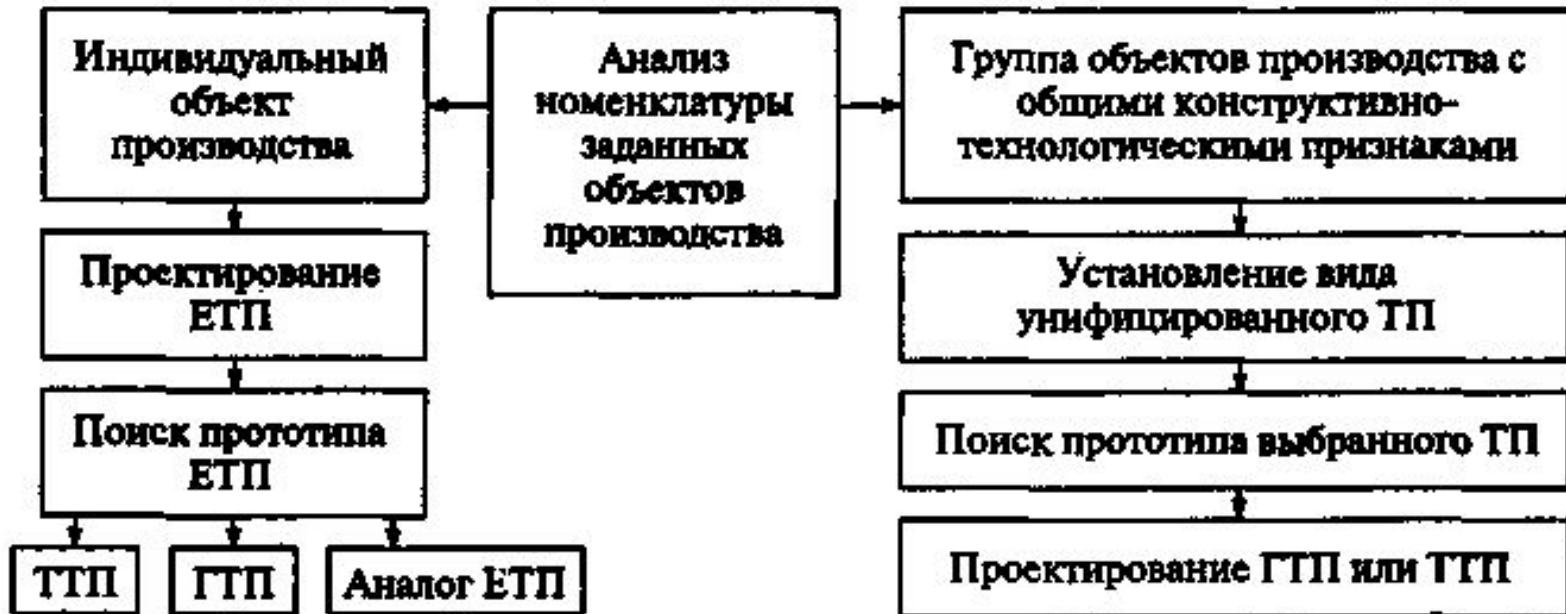 Индивидуальный
объект
производства
Анализ
номенклатуры
заданных
объектов
производства
Группа объектов производства с
общими конструктивно-
технологическими признаками
Проектирование
ЕТП
Установление вида
унифицированного ТП
Поиск прототипа
ЕТП
Поиск прототипа выбранного ТП
ТТП
ГТП
Аналог ЕТП
Проектирование ГТП или ТТП